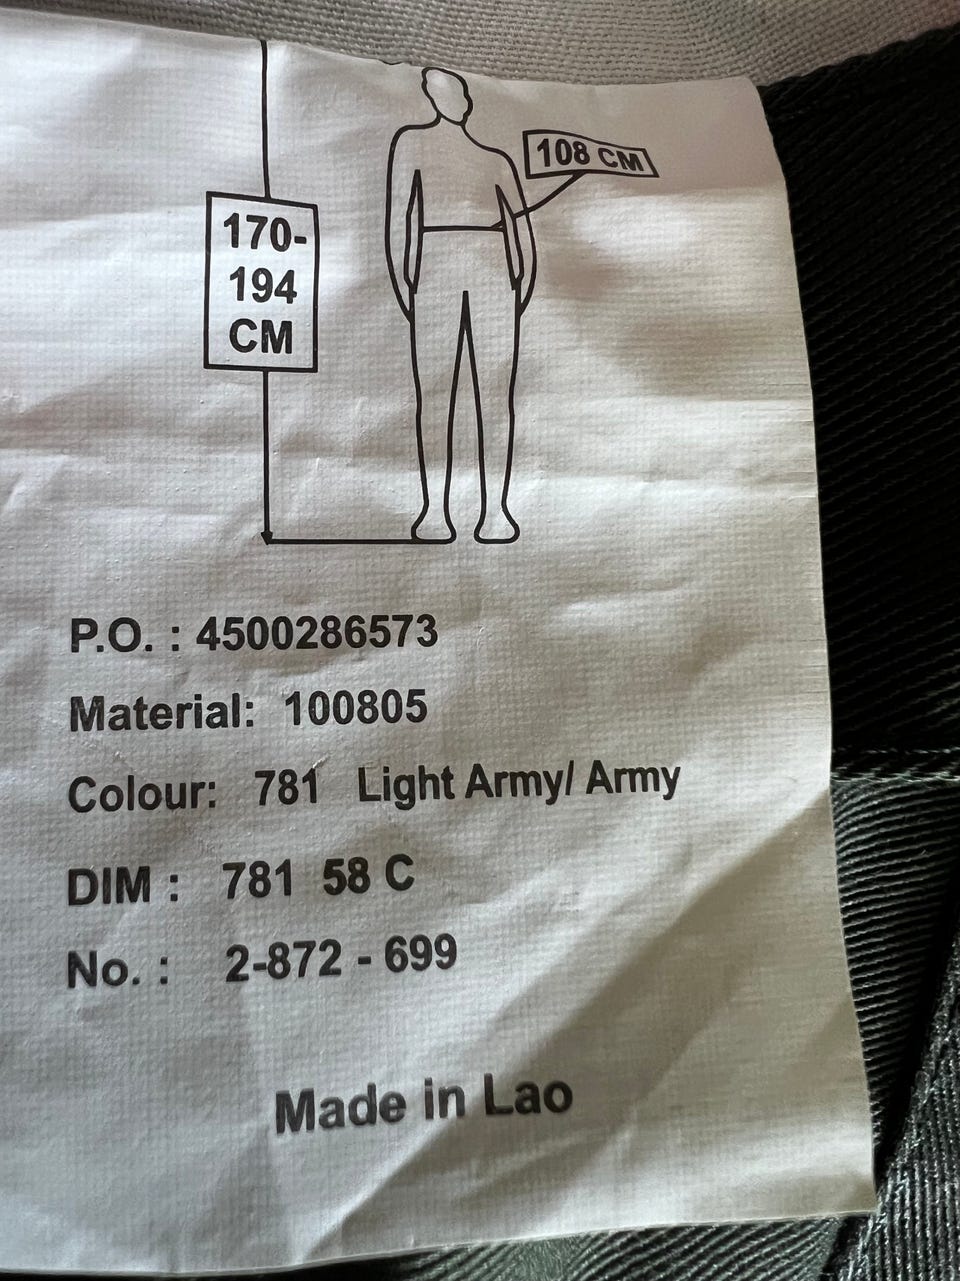 108 CM
170-
194
CM
P.O. : 4500286573
Material: 100805
Colour: 781 Light Army/ Army
DIM : 781 58 C
No. : 2-872 - 699
Made in Lao